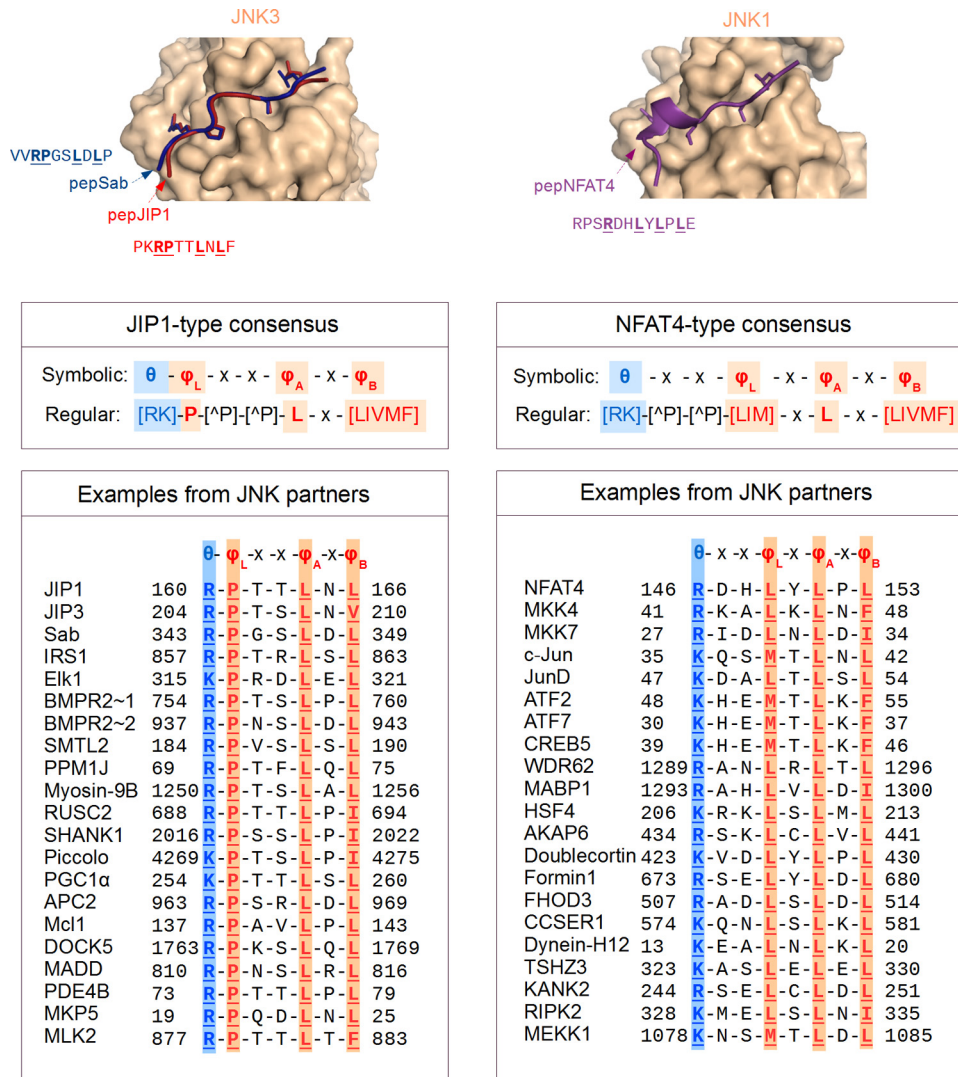 JNK3
VVRPGSLDLP
pepSab
pepJIP1
PKRPTTLNLF
JNK1
pepNFAT4
RPSRDHLYLPLE
JIP1-type consensus
Symbolic: θ - φL - x - x - φA - x - φB
Regular: [RK]-P-[^P]-[^P]-L - x - [LIVMF]
NFAT4-type consensus
Symbolic: θ - x - x - φL - x - φA - x - φB
Regular: [RK]-[^P]-[^P]-[LIM] - x - L - x - [LIVMF]
Examples from JNK partners
θ- φL-x -x -φA-x-φB
JIP1 160 R-P-T-T-L-N-L 166
JIP3 204 R-P-T-S-L-N-V 210
Sab 343 R-P-G-S-L-D-L 349
IRS1 857 R-P-T-R-L-S-L 863
Elk1 315 K-P-R-D-L-E-L 321
BMPR2~1 754 R-P-T-S-L-P-L 760
BMPR2~2 937 R-P-N-S-L-D-L 943
SMTL2 184 R-P-V-S-L-S-L 190
PPM1J 69 R-P-T-F-L-Q-L 75
Myosin-9B 1250 R-P-T-S-L-A-L 1256
RUSC2 688 R-P-T-T-L-P-I 694
SHANK1 2016 R-P-S-S-L-P-I 2022
Piccolo 4269 K-P-T-S-L-P-I 4275
PGC1α 254 K-P-T-T-L-S-L 260
APC2 963 R-P-S-R-L-D-L 969
Mcl1 137 R-P-A-V-L-P-L 143
DOCK5 1763 R-P-K-S-L-Q-L 1769
MADD 810 R-P-N-S-L-R-L 816
PDE4B 73 R-P-T-T-L-P-L 79
MKP5 19 R-P-Q-D-L-N-L 25
MLK2 877 R-P-T-T-L-T-F 883
Examples from JNK partners
θ- x -x -φL-x -φA-x -φB
NFAT4 146 R-D-H-L-Y-L-P-L 153
MKK4 41 R-K-A-L-K-L-N-F 48
MKK7 27 R-I-D-L-N-L-D-I 34
c-Jun 35 K-Q-S-M-T-L-N-L 42
JunD 47 K-D-A-L-T-L-S-L 54
ATF2 48 K-H-E-M-T-L-K-F 55
ATF7 30 K-H-E-M-T-L-K-F 37
CREB5 39 K-H-E-M-T-L-K-F 46
WDR62 1289 R-A-N-L-R-L-T-L 1296
MABP1 1293 R-A-H-L-V-L-D-I 1300
HSF4 206 K-R-K-L-S-L-M-L 213
AKAP6 434 R-S-K-L-C-L-V-L 441
Doublecortin 423 K-V-D-L-Y-L-P-L 430
Formin1 673 R-S-E-L-Y-L-D-L 680
FHOD3 507 R-A-D-L-S-L-D-L 514
CCSER1 574 K-Q-N-L-S-L-K-L 581
Dynein-H12 13 K-E-A-L-N-L-K-L 20
TSHZ3 323 K-A-S-L-E-L-E-L 330
KANK2 244 R-S-E-L-C-L-D-L 251
RIPK2 328 K-M-E-L-S-L-N-I 335
MEKK1 1078 K-N-S-M-T-L-D-L 1085